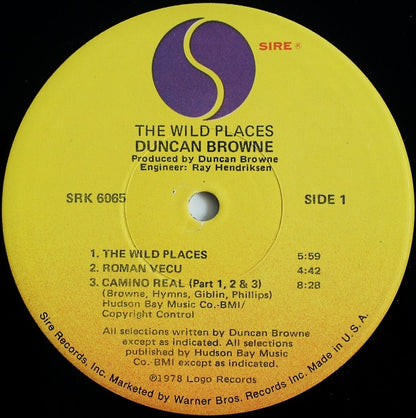 SIRE ®
THE WILD PLACES
DUNCAN BROWNE
Produced by Duncan Browne
Engineer: Ray Hendriksen
SRK 6065
SIDE 1
1. THE WILD PLACES 5:59
2. ROMAN VECU 4:42
3. CAMINO REAL (Part 1, 2 & 3) 8:28
(Browne, Hymns, Giblin, Phillips)
Hudson Bay Music Co.-BMI/
Copyright Control
All selections written by Duncan Browne
except as indicated. All selections
published by Hudson Bay Music
Co.-BMI except as indicated.
℗1978 Logo Records
Sire Records, Inc. Marketed by Warner Bros. Records Inc. Made in U.S.A.